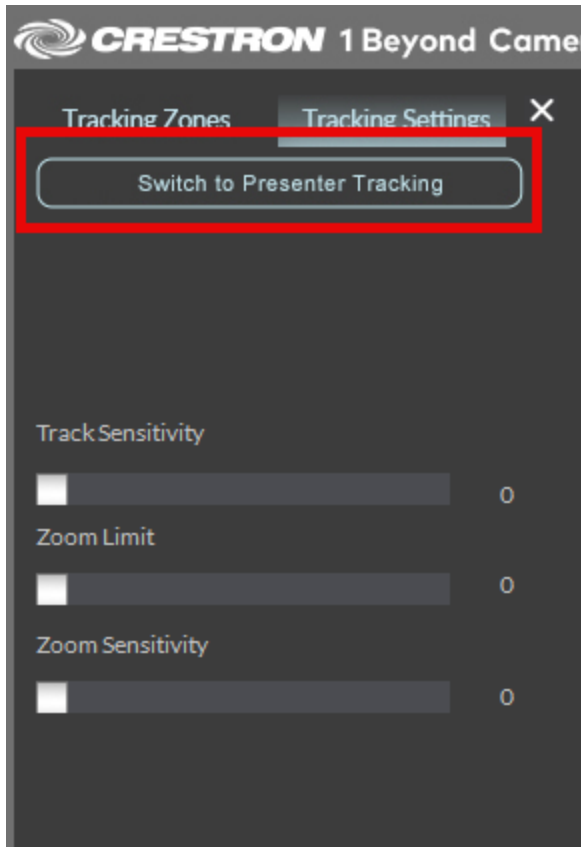 CRESTRON 1 Beyond Came
Tracking Zones Tracking Settings X
Switch to Presenter Tracking
Track Sensitivity
0
Zoom Limit
0
Zoom Sensitivity
0